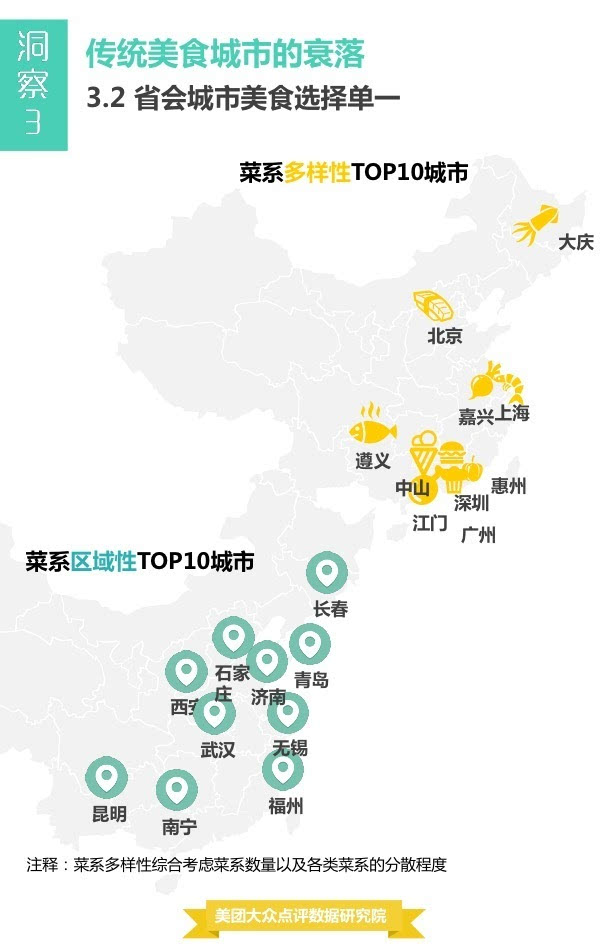 洞察3
传统美食城市的衰落
3.2 省会城市美食选择单一
菜系多样性TOP10城市
大庆
北京
嘉兴
上海
遵义
中山
惠州
深圳
江门
广州
菜系区域性TOP10城市
长春
石家
庄
青岛
济南
西安
武汉
无锡
昆明
福州
南宁
注释：菜系多样性综合考虑菜系数量以及各类菜系的分散程度
美团大众点评数据研究院